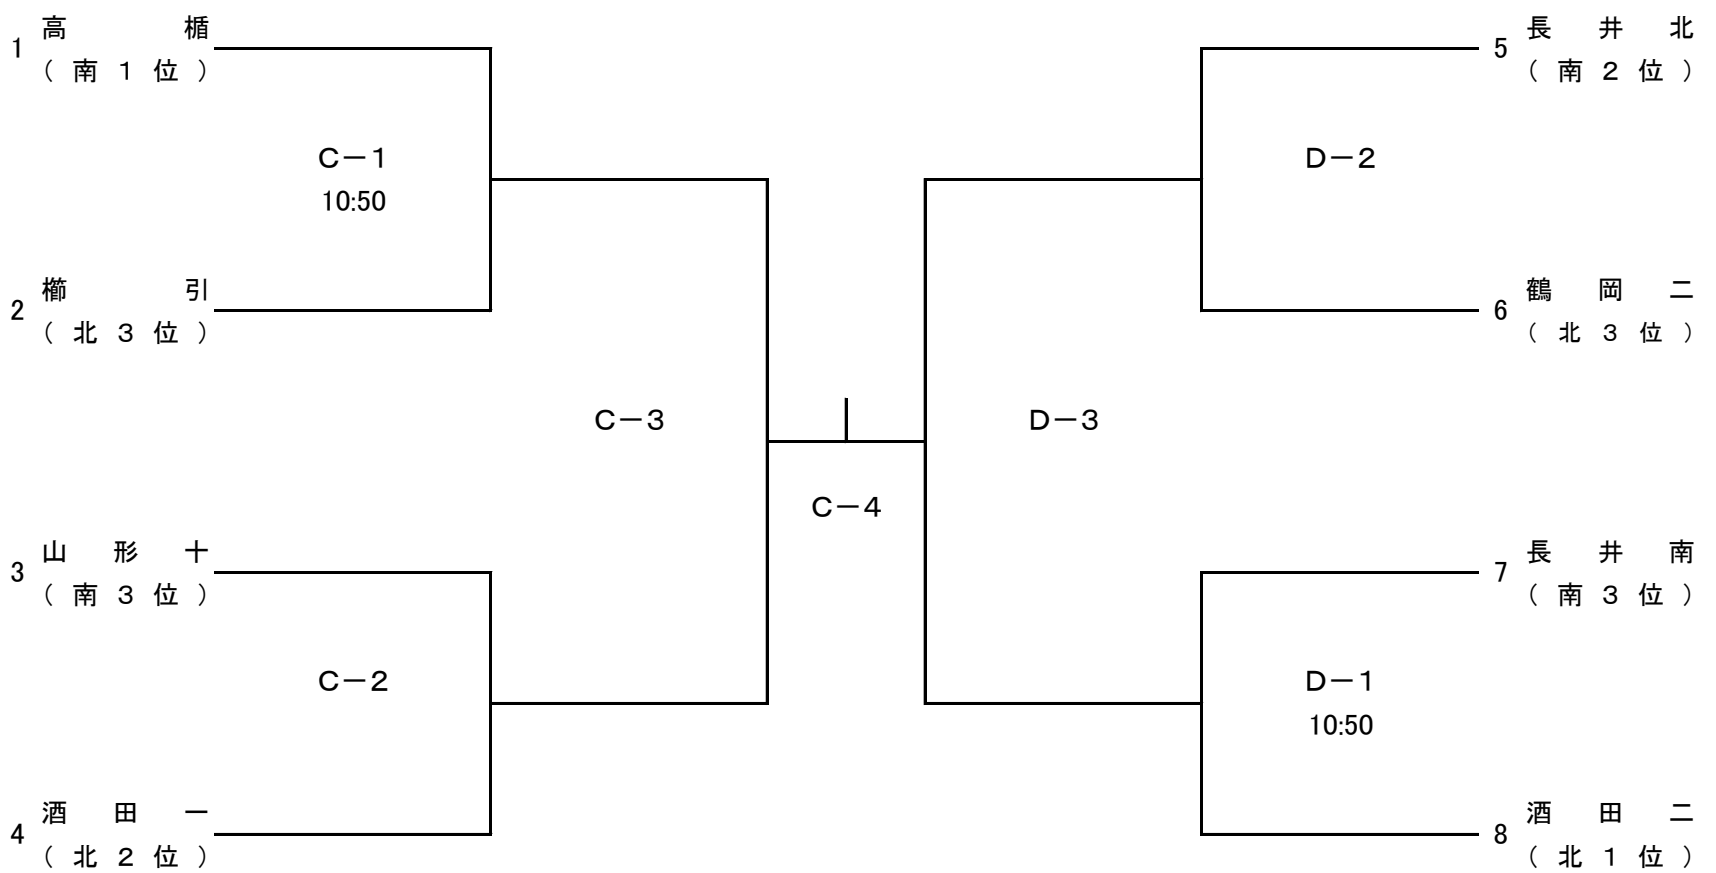 1 高楯
(南1位)
C－1
10:50
2 櫛引
(北3位)
C－3
3 山形十
(南3位)
C－2
4 酒田一
(北2位)
C－4
5 長井北
(南2位)
D－2
6 鶴岡二
(北3位)
D－3
7 長井南
(南3位)
D－1
10:50
8 酒田二
(北1位)